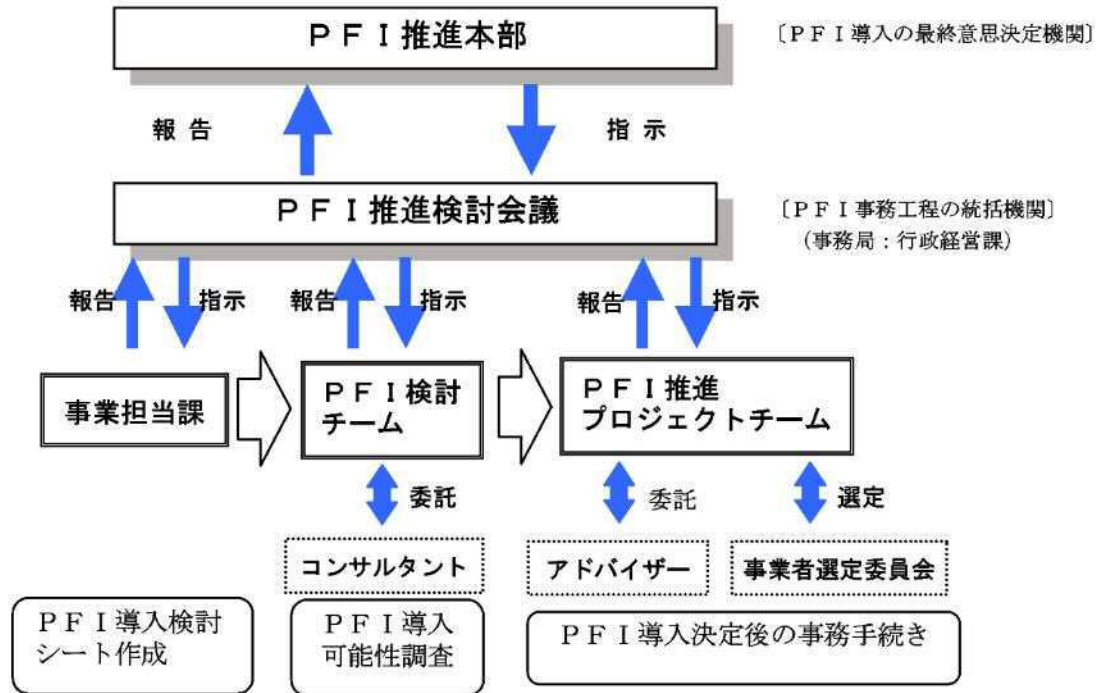 ＰＦＩ推進本部
〔ＰＦＩ導入の最終意思決定機関〕
報 告
指 示
ＰＦＩ推進検討会議
〔ＰＦＩ事務工程の統括機関〕
（事務局：行政経営課）
報告
指示
報告
指示
報告
指示
事業担当課
ＰＦＩ検討
チーム
ＰＦＩ推進
プロジェクトチーム
委託
委託
選定
コンサルタント
アドバイザー
事業者選定委員会
ＰＦＩ導入検討
シート作成
ＰＦＩ導入
可能性調査
ＰＦＩ導入決定後の事務手続き